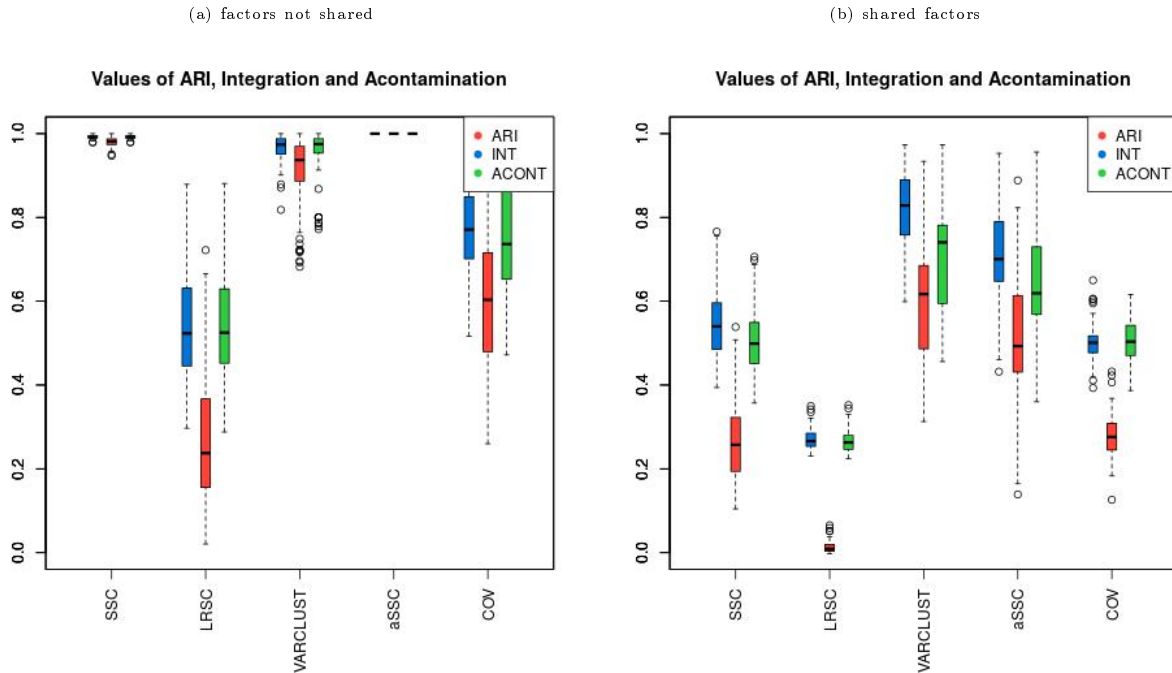 (a) factors not shared
Values of ARI, Integration and Acontamination
ARI
INT
ACONT
1.0
0.8
0.6
0.4
0.2
0.0
SSC
LRSC
VARCLUST
aSSC
COV
(b) shared factors
Values of ARI, Integration and Acontamination
ARI
INT
ACONT
1.0
0.8
0.6
0.4
0.2
0.0
SSC
LRSC
VARCLUST
aSSC
COV